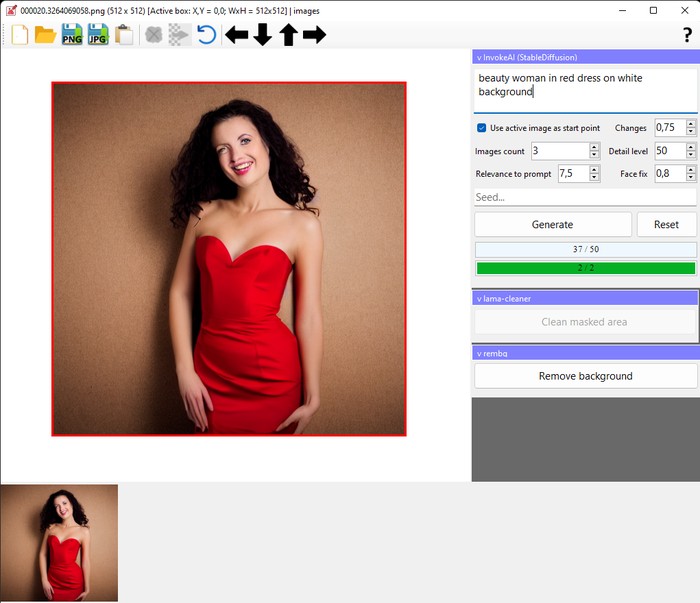 000020.3264069058.png (512 x 512) [Active box: X,Y = 0,0; WxH = 512x512] | images
PNG JPG ?
v InvokeAI (StableDiffusion)
beauty woman in red dress on white
background
Use active image as start point Changes 0,75
Images count 3 Detail level 50
Relevance to prompt 7,5 Face fix 0,8
Seed...
Generate Reset
37 / 50
2 / 2
v lama-cleaner
Clean masked area
v rembg
Remove background